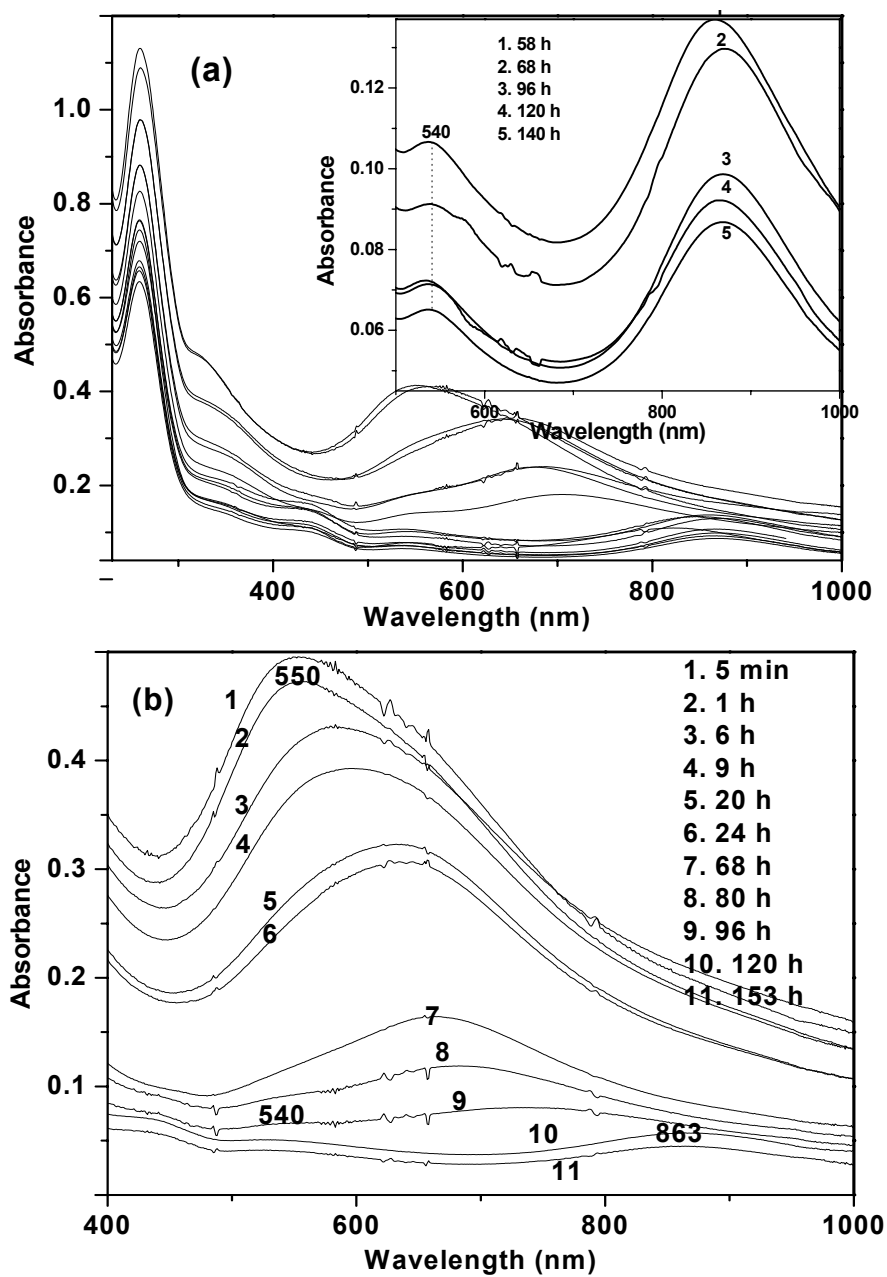 (a)
1. 58 h
2. 68 h
3. 96 h
4. 120 h
5. 140 h
540
2
3
4
5
0.12
0.10
0.08
0.06
Absorbance
600
800
1000
Wavelength (nm)
1.0
0.8
0.6
0.4
0.2
Absorbance
400
600
800
1000
Wavelength (nm)
(b)
1. 5 min
2. 1 h
3. 6 h
4. 9 h
5. 20 h
6. 24 h
7. 68 h
8. 80 h
9. 96 h
10. 120 h
11. 153 h
1
550
2
3
4
5
6
7
8
540
9
10
863
11
0.4
0.3
0.2
0.1
Absorbance
400
600
800
1000
Wavelength (nm)